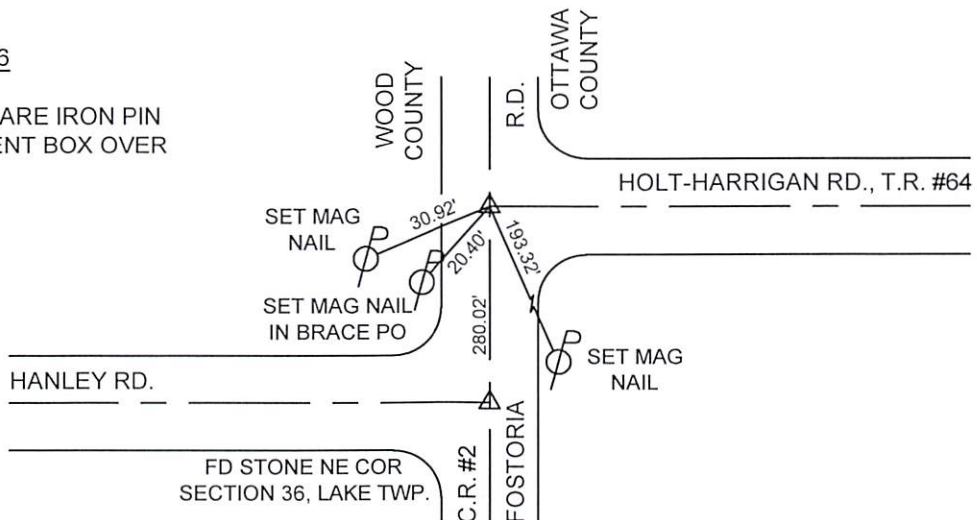 6
ARE IRON PIN
ENT BOX OVER
WOOD
COUNTY
R.D.
OTTAWA
COUNTY
HOLT-HARRIGAN RD., T.R. #64
SET MAG
NAIL
30.92'
20.40'
193.32'
SET MAG NAIL
IN BRACE PO
280.02'
SET MAG
NAIL
HANLEY RD.
FD STONE NE COR
SECTION 36, LAKE TWP.
C.R. #2
FOSTORIA